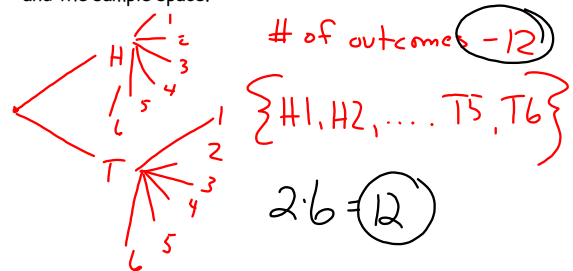 and the sample space.
# of outcomes - 12
H
1
2
3
4
5
6
{H1, H2, .... T5, T6}
T
1
2
3
4
5
6
2·6 = 12